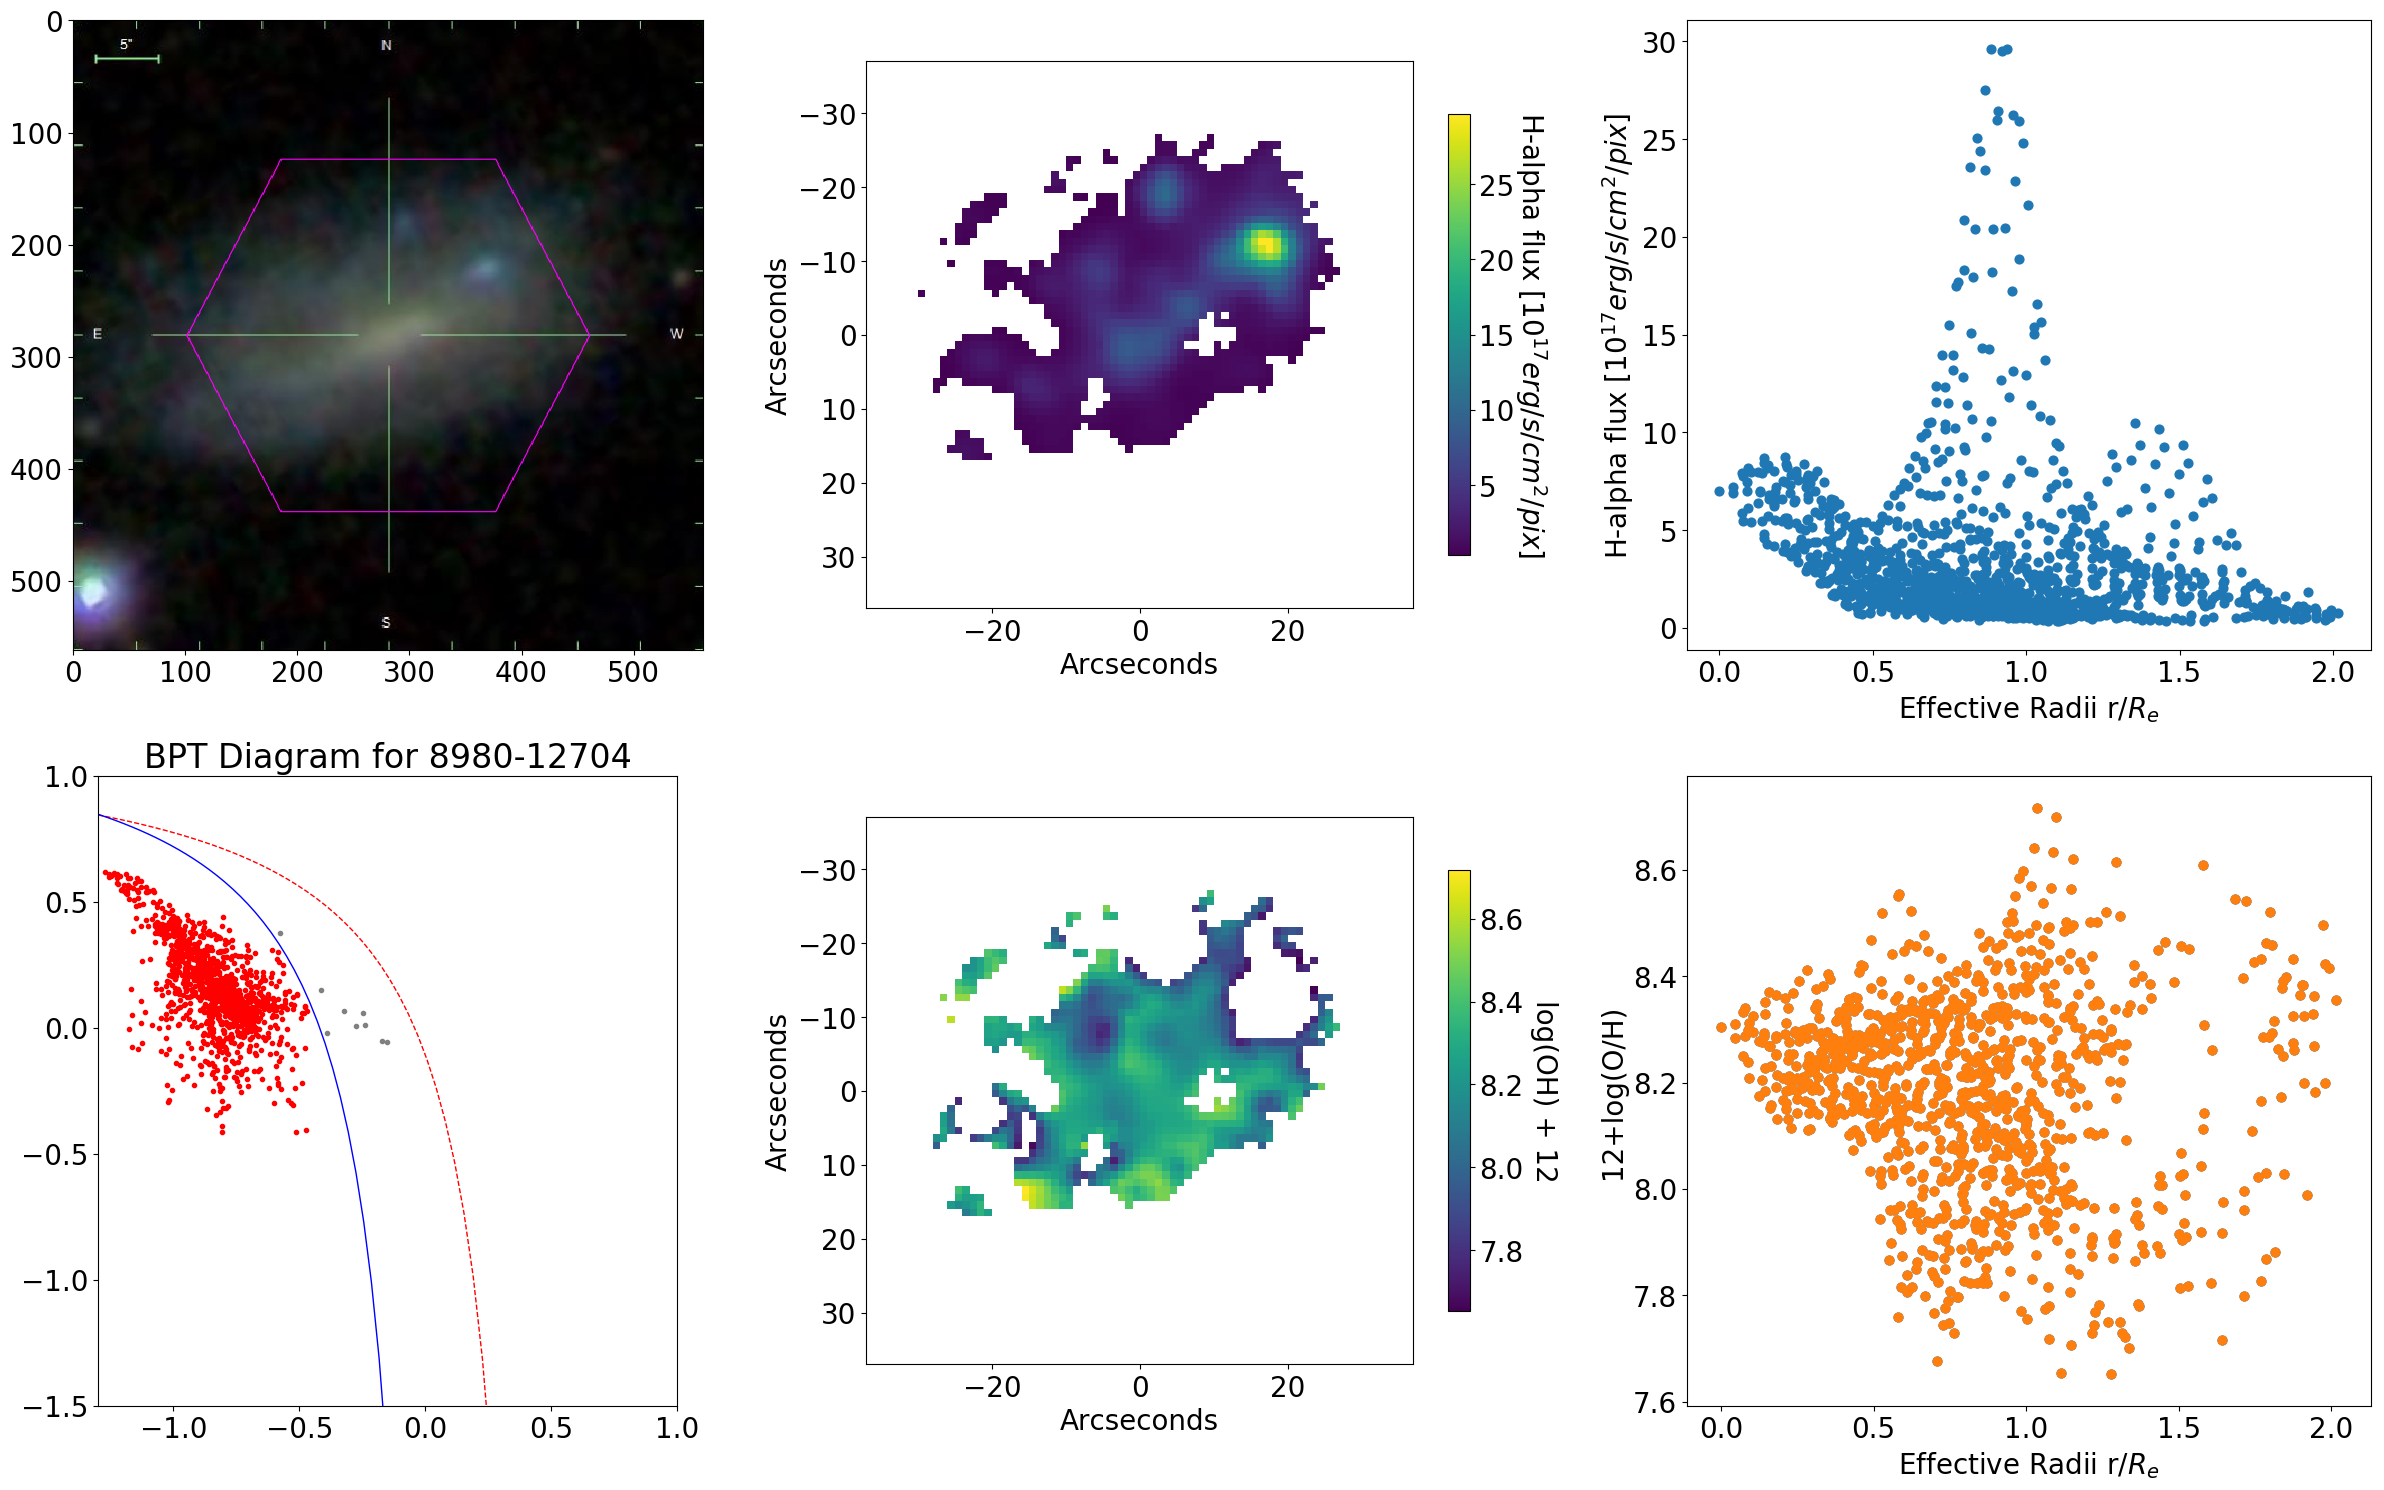 0
100
200
300
400
500
0 100 200 300 400 500
5"
N
E
W
S
−30
−20
−10
0
10
20
30
−20 0 20
Arcseconds
Arcseconds
25
20
15
10
5
H-alpha flux [10^17 erg/s/cm^2/pix]
30
25
20
15
10
5
0
0.0 0.5 1.0 1.5 2.0
H-alpha flux [10^17 erg/s/cm^2/pix]
Effective Radii r/R_e
BPT Diagram for 8980-12704
1.0
0.5
0.0
−0.5
−1.0
−1.5
−1.0 −0.5 0.0 0.5 1.0
−30
−20
−10
0
10
20
30
−20 0 20
Arcseconds
Arcseconds
8.6
8.4
8.2
8.0
7.8
log(OH) + 12
8.6
8.4
8.2
8.0
7.8
7.6
0.0 0.5 1.0 1.5 2.0
12+log(O/H)
Effective Radii r/R_e